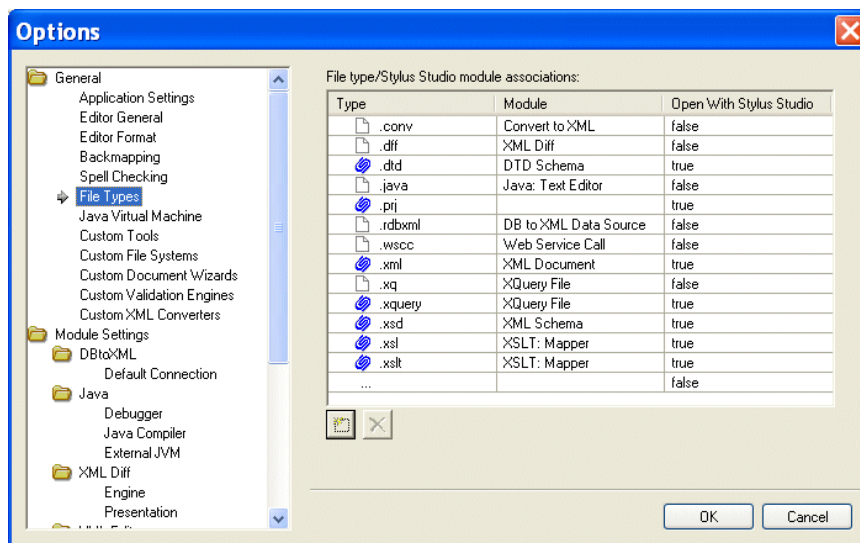 Options
General
Application Settings
Editor General
Editor Format
Backmapping
Spell Checking
File Types
Java Virtual Machine
Custom Tools
Custom File Systems
Custom Document Wizards
Custom Validation Engines
Custom XML Converters
Module Settings
DBtoXML
Default Connection
Java
Debugger
Java Compiler
External JVM
XML Diff
Engine
Presentation
File type/Stylus Studio module associations:
Type Module Open With Stylus Studio
.conv Convert to XML false
.dff XML Diff false
.dtd DTD Schema true
.java Java: Text Editor false
.prj true
.rdbxml DB to XML Data Source false
.wscc Web Service Call false
.xml XML Document true
.xq XQuery File false
.xquery XQuery File true
.xsd XML Schema true
.xsl XSLT: Mapper true
.xslt XSLT: Mapper true
... false
OK Cancel